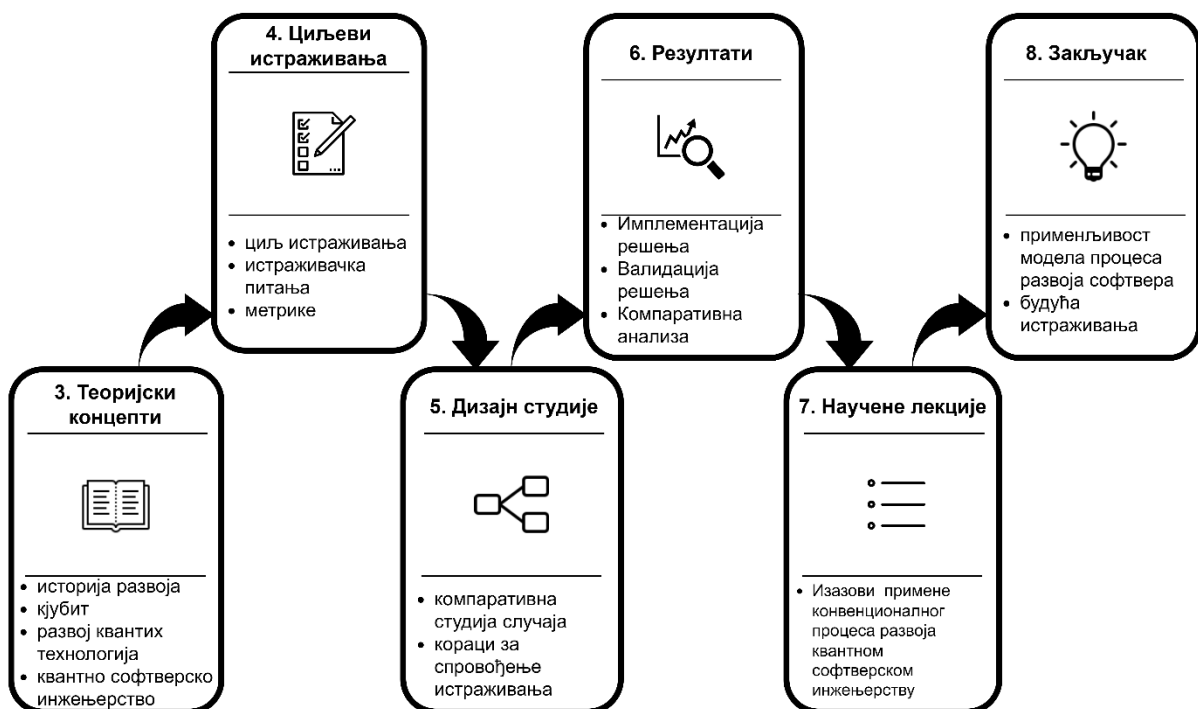 3. Теоријски
концепти
• историја развоја
• кјубит
• развој квантих
технологија
• квантно софтверско
инжењерство
4. Циљеви
истраживања
...
• циљ истраживања
• истраживачка
питања
• метрике
5. Дизајн студије
• компаративна
студија случаја
• кораци за
спровођење
истраживања
6. Резултати
• Имплементација
решења
• Валидација
решења
• Компаративна
анализа
7. Научене лекције
• Изазови примене
конвенционалног
процеса развоја
квантном
софтверском
инжењерству
8. Закључак
• применљивост
модела процеса
развоја софтвера
• будућа
истраживања